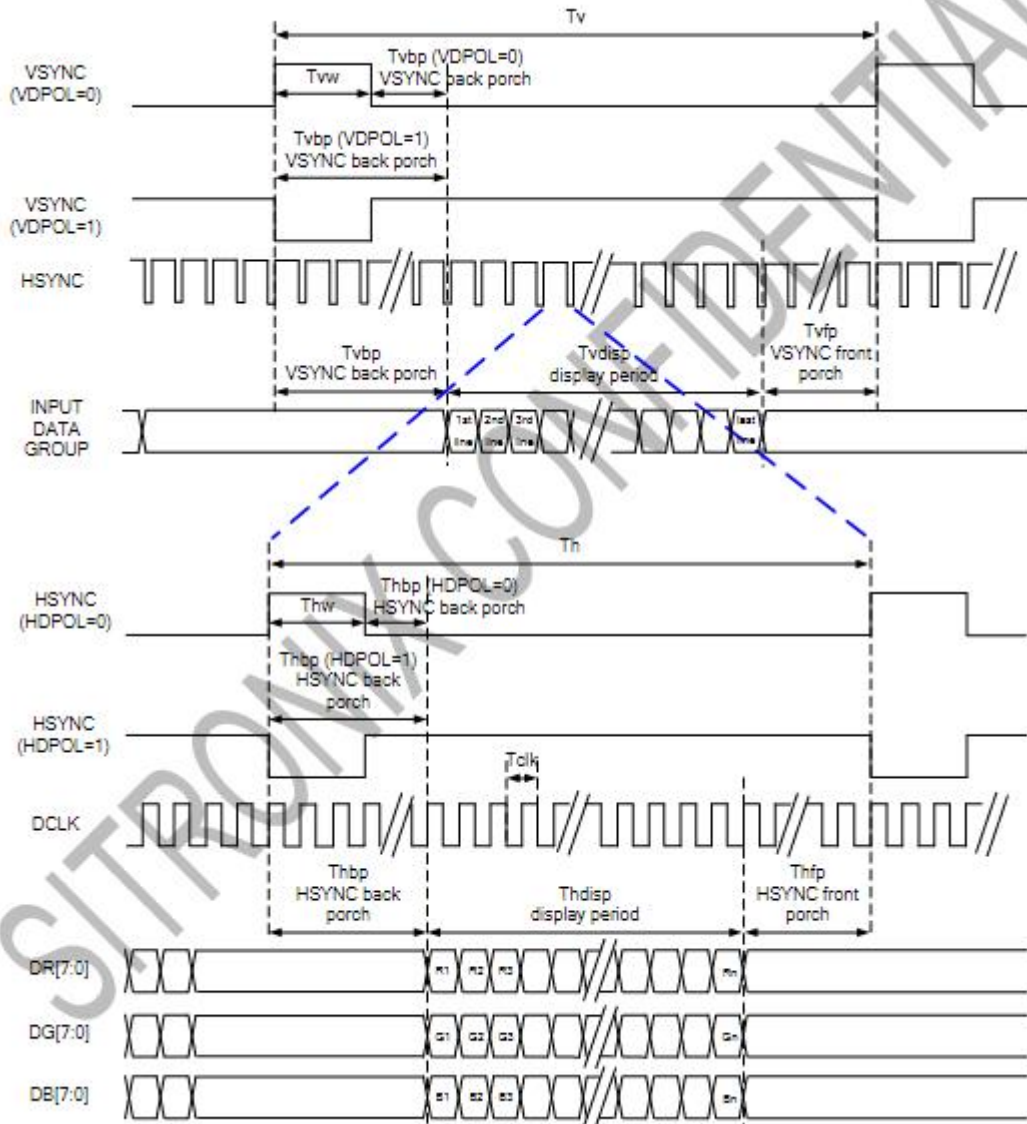 Tv
VSYNC
(VDPOL=0)
Tvw
Tvbp (VDPOL=0)
VSYNC back porch
Tvbp (VDPOL=1)
VSYNC back porch
VSYNC
(VDPOL=1)
HSYNC
Tvbp
VSYNC back porch
Tvdisp
display period
Tvfp
VSYNC front
porch
INPUT
DATA
GROUP
1st
line
2nd
line
3rd
line
last
line
Th
HSYNC
(HDPOL=0)
Thw
Thbp (HDPOL=0)
HSYNC back porch
Thbp (HDPOL=1)
HSYNC back
porch
HSYNC
(HDPOL=1)
Tclk
DCLK
Thbp
HSYNC back
porch
Thdisp
display period
Thfp
HSYNC front
porch
DR[7:0]
R1 R2 R3 Rn
DG[7:0]
G1 G2 G3 Gn
DB[7:0]
B1 B2 B3 Bn
SITRONIX CONFIDENTIAL